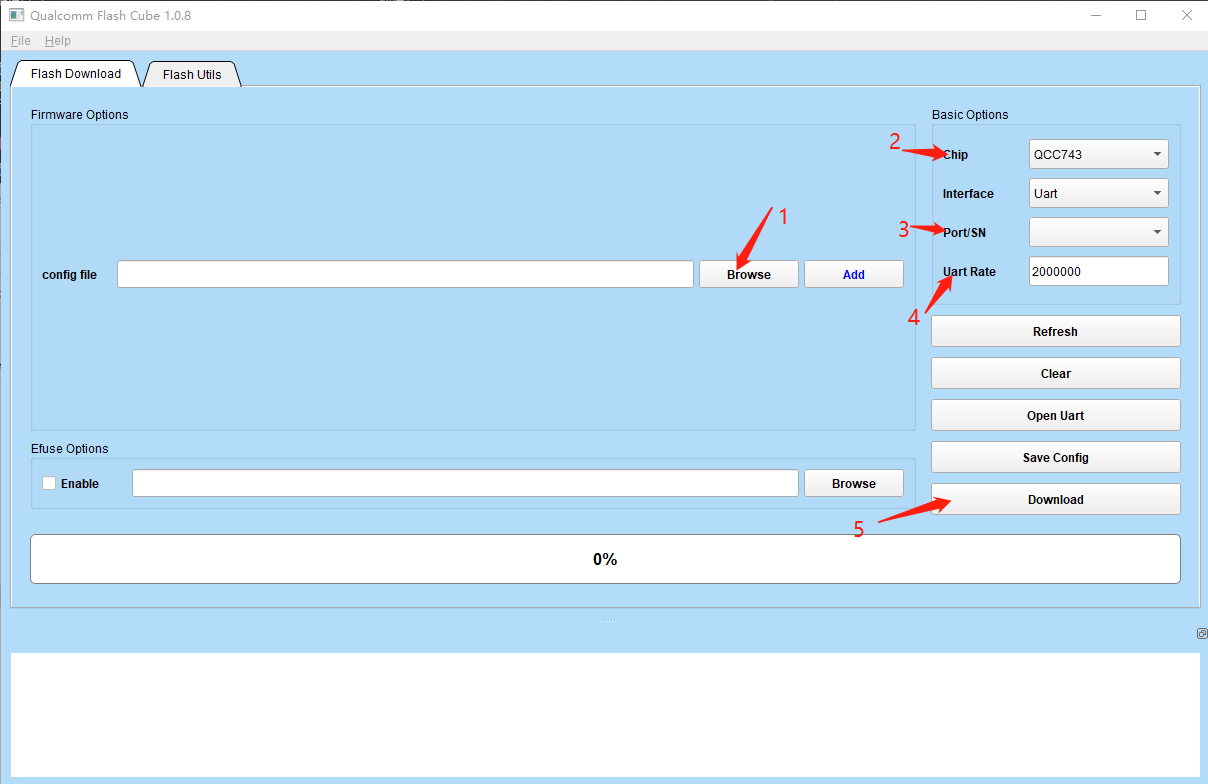 Qualcomm Flash Cube 1.0.8
File Help
Flash Download Flash Utils
Firmware Options
config file Browse Add
1
Efuse Options
Enable Browse
Basic Options
2 Chip QCC743
Interface Uart
3 Port/SN
Uart Rate 2000000
4
Refresh
Clear
Open Uart
Save Config
Download
5
0%